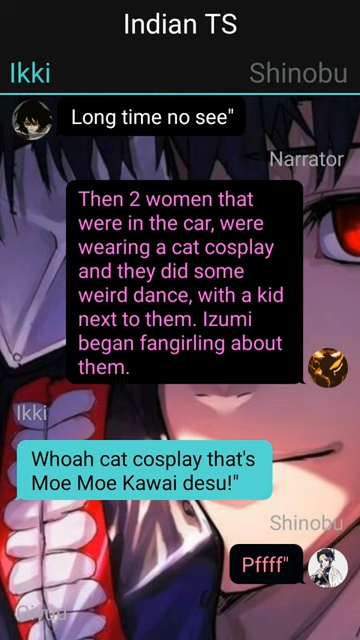 Indian TS
Ikki
Shinobu
Long time no see"
Narrator
Then 2 women that
were in the car, were
wearing a cat cosplay
and they did some
weird dance, with a kid
next to them. Izumi
began fangirling about
them.
Ikki
Whoah cat cosplay that's
Moe Moe Kawai desu!"
Shinobu
Pffff"